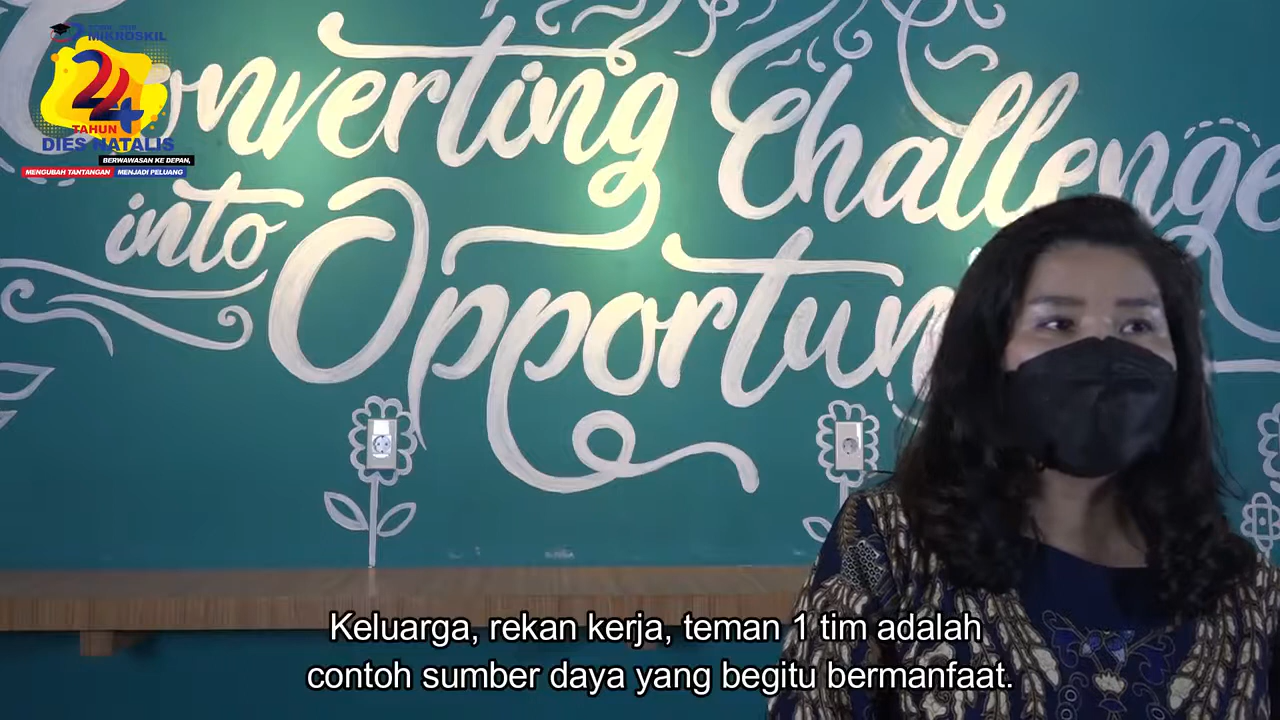 MIKROSKIL
24
TAHUN
DIES NATALIS
BERWAWASAN KE DEPAN,
MENGUBAH TANTANGAN MENJADI PELUANG
Converting Challenge
into
Opportun
Keluarga, rekan kerja, teman 1 tim adalah
contoh sumber daya yang begitu bermanfaat.